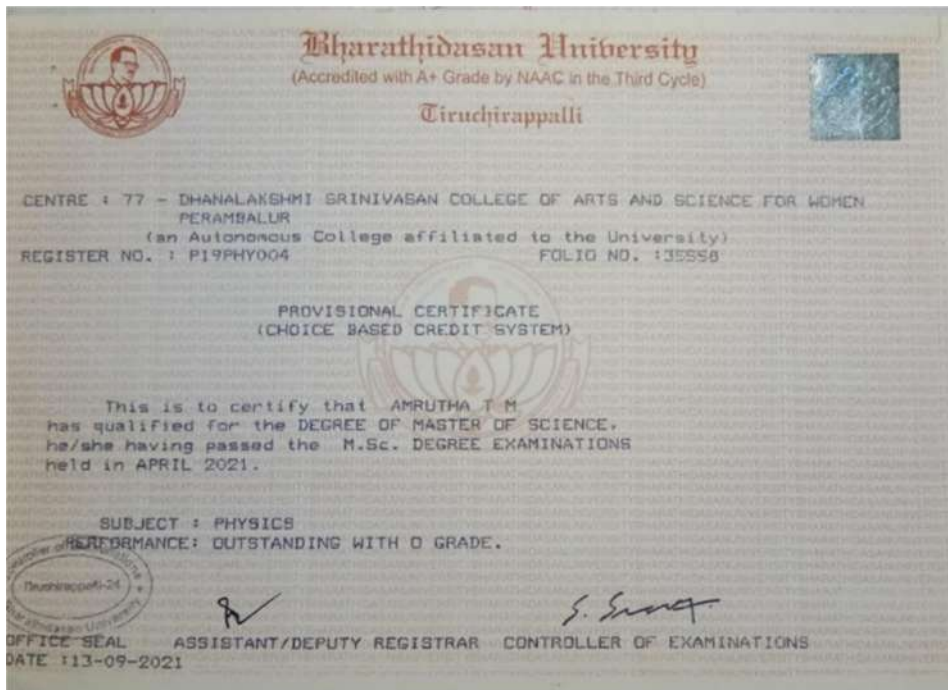 Bharathidasan University
(Accredited with A+ Grade by NAAC in the Third Cycle)
Tiruchirappalli
CENTRE : 77 - DHANALAKSHMI SRINIVASAN COLLEGE OF ARTS AND SCIENCE FOR WOMEN
PERAMBALUR
(an Autonomous College affiliated to the University)
REGISTER NO. : P19PHY004 FOLIO NO. :35558
PROVISIONAL CERTIFICATE
(CHOICE BASED CREDIT SYSTEM)
This is to certify that AMRUTHA T M
has qualified for the DEGREE OF MASTER OF SCIENCE,
he/she having passed the M.Sc. DEGREE EXAMINATIONS
held in APRIL 2021.
SUBJECT : PHYSICS
PERFORMANCE: OUTSTANDING WITH O GRADE.
Tiruchirappalli-24
OFFICE SEAL ASSISTANT/DEPUTY REGISTRAR CONTROLLER OF EXAMINATIONS
DATE :13-09-2021